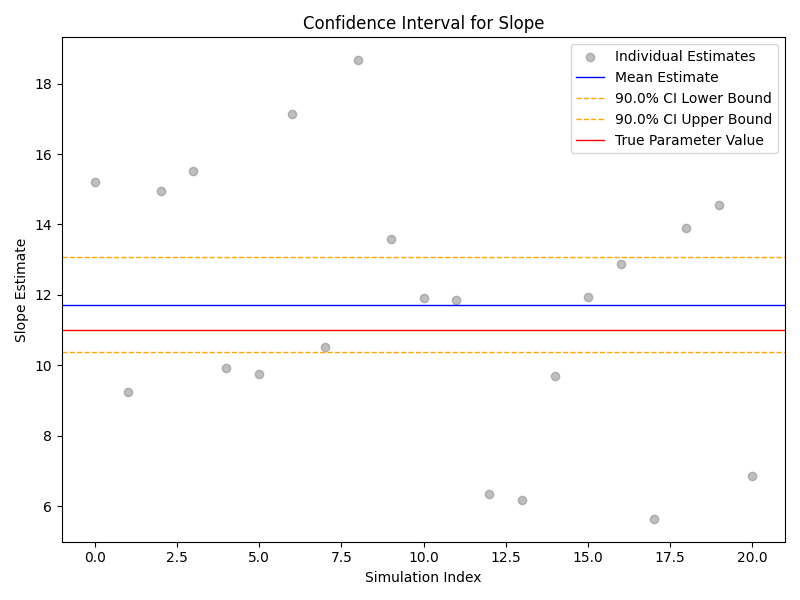 Confidence Interval for Slope
Individual Estimates
Mean Estimate
90.0% CI Lower Bound
90.0% CI Upper Bound
True Parameter Value
Slope Estimate
18
16
14
12
10
8
6
0.0 2.5 5.0 7.5 10.0 12.5 15.0 17.5 20.0
Simulation Index